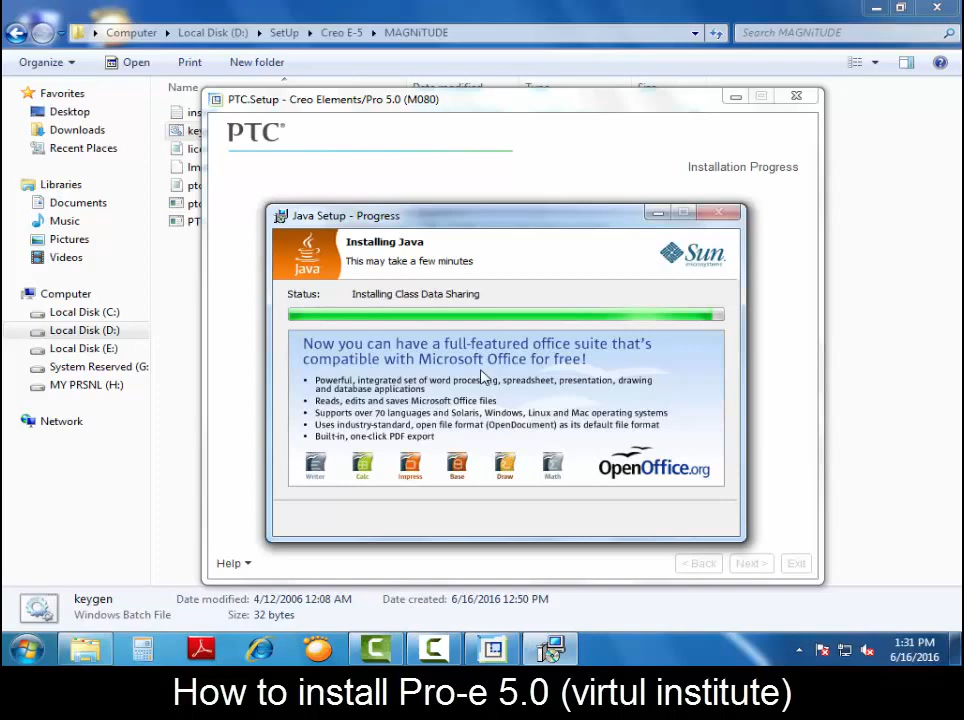 Computer Local Disk (D:) SetUp Creo E-5 MAGNiTUDE
Search MAGNiTUDE
Organize Open Print New folder
Name Date modified Type Size
Favorites
Desktop
Downloads
Recent Places
Libraries
Documents
Music
Pictures
Videos
Computer
Local Disk (C:)
Local Disk (D:)
Local Disk (E:)
System Reserved (G:
MY PRSNL (H:)
Network
PTC.Setup - Creo Elements/Pro 5.0 (M080)
PTC®
Installation Progress
Java Setup - Progress
Installing Java
This may take a few minutes
Java
Sun
microsystems
Status: Installing Class Data Sharing
Now you can have a full-featured office suite that's
compatible with Microsoft Office for free!
• Powerful, integrated set of word processing, spreadsheet, presentation, drawing
and database applications
• Reads, edits and saves Microsoft Office files
• Supports over 70 languages and Solaris, Windows, Linux and Mac operating systems
• Uses industry-standard, open file format (OpenDocument) as its default file format
• Built-in, one-click PDF export
Writer Calc Impress Base Draw Math
OpenOffice.org
Help < Back Next > Exit
keygen Date modified: 4/12/2006 12:08 AM Date created: 6/16/2016 12:50 PM
Windows Batch File Size: 32 bytes
1:31 PM
6/16/2016
How to install Pro-e 5.0 (virtul institute)